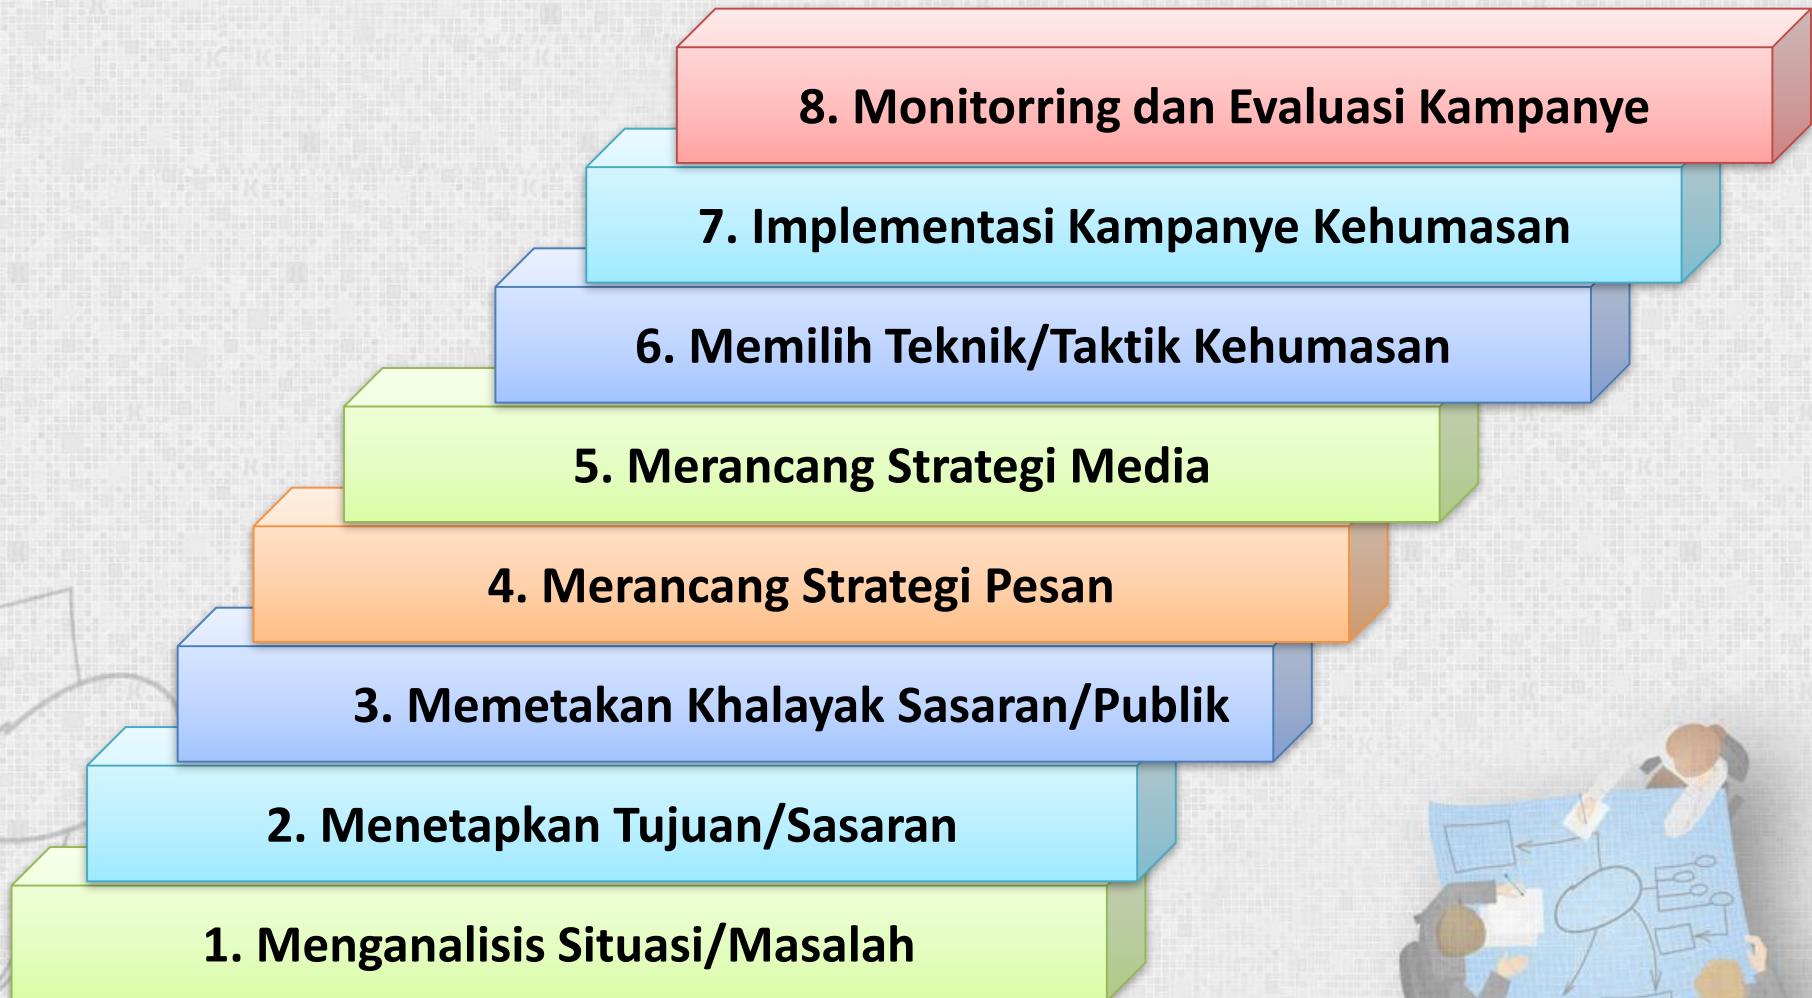 8. Monitorring dan Evaluasi Kampanye
7. Implementasi Kampanye Kehumasan
6. Memilih Teknik/Taktik Kehumasan
5. Merancang Strategi Media
4. Merancang Strategi Pesan
3. Memetakan Khalayak Sasaran/Publik
2. Menetapkan Tujuan/Sasaran
1. Menganalisis Situasi/Masalah